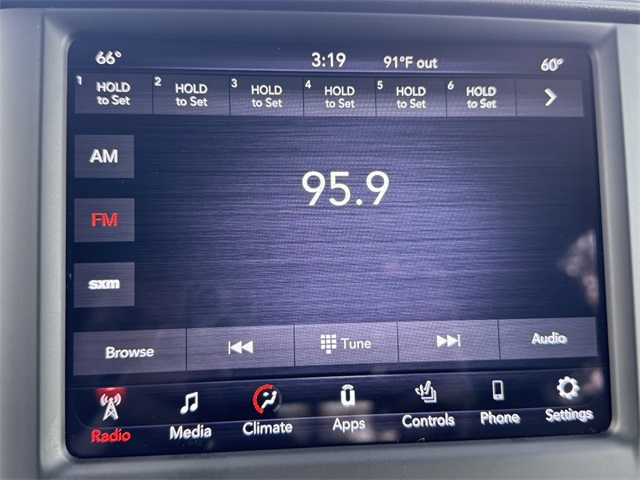 66° 3:19 91°F out 60°
1 HOLD to Set 2 HOLD to Set 3 HOLD to Set 4 HOLD to Set 5 HOLD to Set 6 HOLD to Set
AM
95.9
FM
sxm
Browse Tune Audio
Radio Media Climate Apps Controls Phone Settings